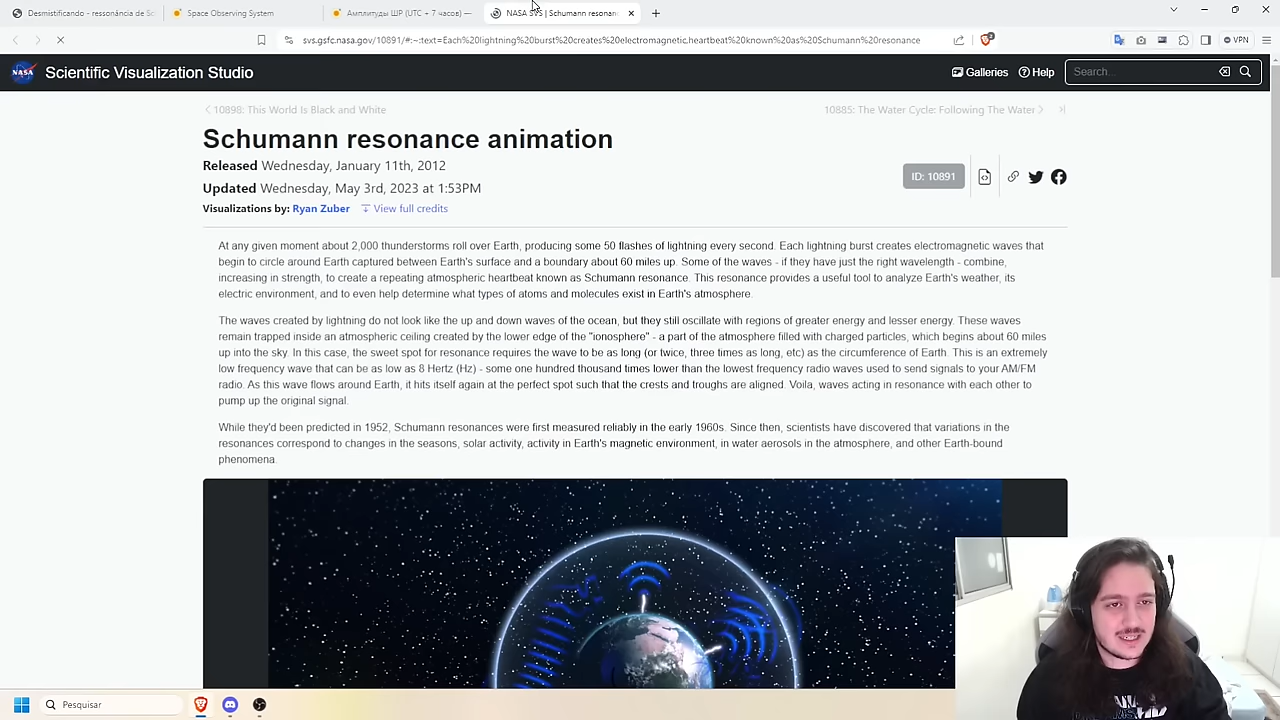 Desmistificando - ressonância de Sc
Space Observing System
Амплитуды ШР (UTC + 7 часов) —
NASA SVS | Schumann resonan
svs.gsfc.nasa.gov/10891/#:~:text=Each%20lightning%20burst%20creates%20electromagnetic,heartbeat%20known%20as%20Schumann%20resonance
VPN
NASA
Scientific Visualization Studio
Galleries
Help
Search...
10898: This World Is Black and White
10885: The Water Cycle: Following The Water
Schumann resonance animation
Released Wednesday, January 11th, 2012
Updated Wednesday, May 3rd, 2023 at 1:53PM
ID: 10891
Visualizations by: Ryan Zuber
View full credits
At any given moment about 2,000 thunderstorms roll over Earth, producing some 50 flashes of lightning every second. Each lightning burst creates electromagnetic waves that
begin to circle around Earth captured between Earth's surface and a boundary about 60 miles up. Some of the waves - if they have just the right wavelength - combine,
increasing in strength, to create a repeating atmospheric heartbeat known as Schumann resonance. This resonance provides a useful tool to analyze Earth's weather, its
electric environment, and to even help determine what types of atoms and molecules exist in Earth's atmosphere.
The waves created by lightning do not look like the up and down waves of the ocean, but they still oscillate with regions of greater energy and lesser energy. These waves
remain trapped inside an atmospheric ceiling created by the lower edge of the "ionosphere" - a part of the atmosphere filled with charged particles, which begins about 60 miles
up into the sky. In this case, the sweet spot for resonance requires the wave to be as long (or twice, three times as long, etc) as the circumference of Earth. This is an extremely
low frequency wave that can be as low as 8 Hertz (Hz) - some one hundred thousand times lower than the lowest frequency radio waves used to send signals to your AM/FM
radio. As this wave flows around Earth, it hits itself again at the perfect spot such that the crests and troughs are aligned. Voila, waves acting in resonance with each other to
pump up the original signal.
While they'd been predicted in 1952, Schumann resonances were first measured reliably in the early 1960s. Since then, scientists have discovered that variations in the
resonances correspond to changes in the seasons, solar activity, activity in Earth's magnetic environment, in water aerosols in the atmosphere, and other Earth-bound
phenomena.
Pesquisar